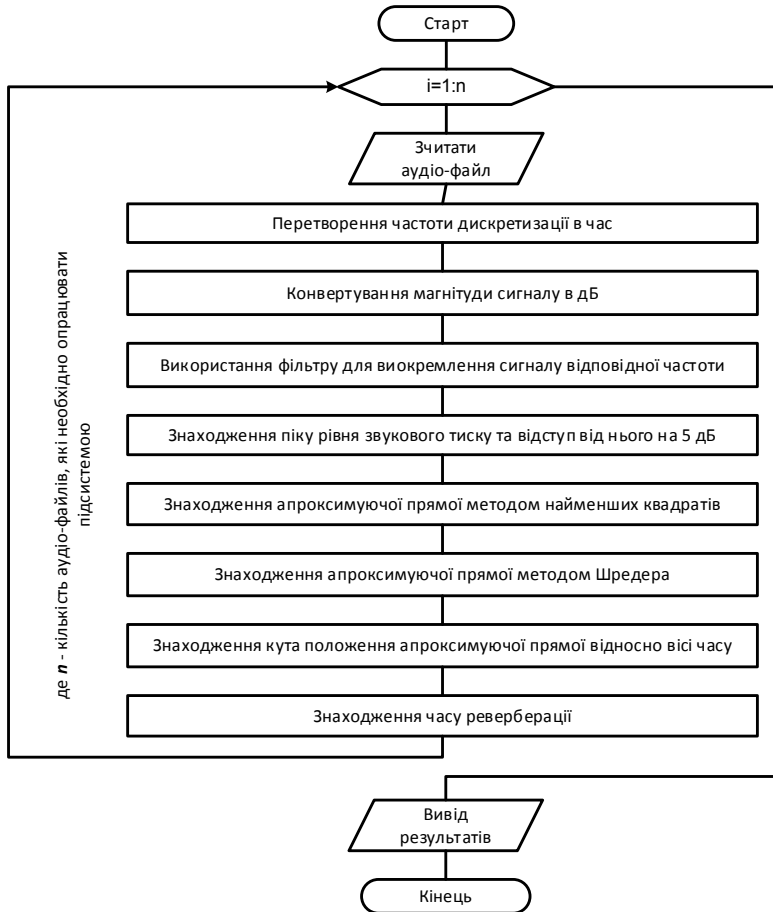 Старт
i=1:n
Зчитати
аудіо-файл
Перетворення частоти дискретизації в час
Конвертування магнітуди сигналу в дБ
Використання фільтру для виокремлення сигналу відповідної частоти
Знаходження піку рівня звукового тиску та відступ від нього на 5 дБ
Знаходження апроксимуючої прямої методом найменших квадратів
Знаходження апроксимуючої прямої методом Шредера
Знаходження кута положення апроксимуючої прямої відносно вісі часу
Знаходження часу реверберації
де n - кількість аудіо-файлів, які необхідно опрацювати
підсистемою
Вивід
результатів
Кінець